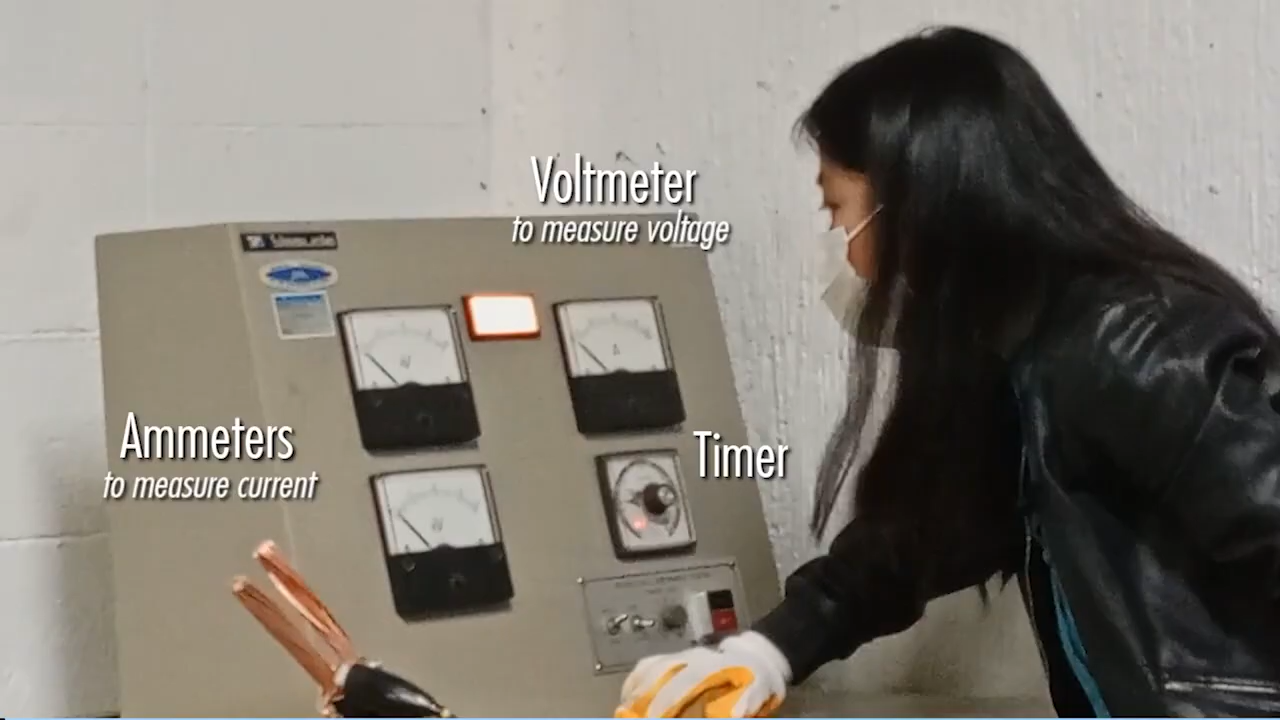 Voltmeter
to measure voltage
Ammeters
to measure current
Timer
A